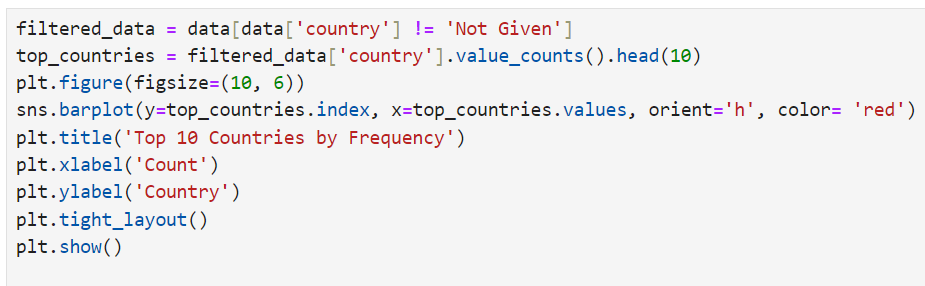 filtered_data = data[data['country'] != 'Not Given']
top_countries = filtered_data['country'].value_counts().head(10)
plt.figure(figsize=(10, 6))
sns.barplot(y=top_countries.index, x=top_countries.values, orient='h', color= 'red')
plt.title('Top 10 Countries by Frequency')
plt.xlabel('Count')
plt.ylabel('Country')
plt.tight_layout()
plt.show()